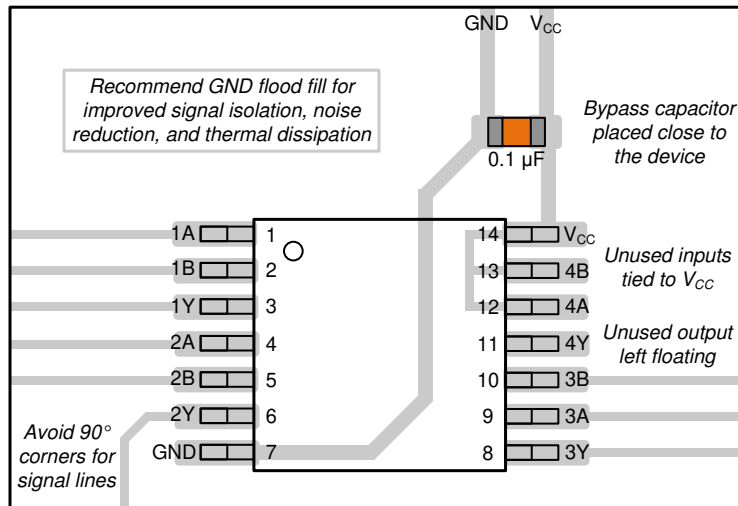 GND V_CC
Recommend GND flood fill for
improved signal isolation, noise
reduction, and thermal dissipation
Bypass capacitor
placed close to
the device
0.1 µF
1A 1 14 V_CC
1B 2 13 4B
1Y 3 12 4A
Unused inputs
tied to V_CC
2A 4 11 4Y
Unused output
left floating
2B 5 10 3B
2Y 6 9 3A
GND 7 8 3Y
Avoid 90°
corners for
signal lines